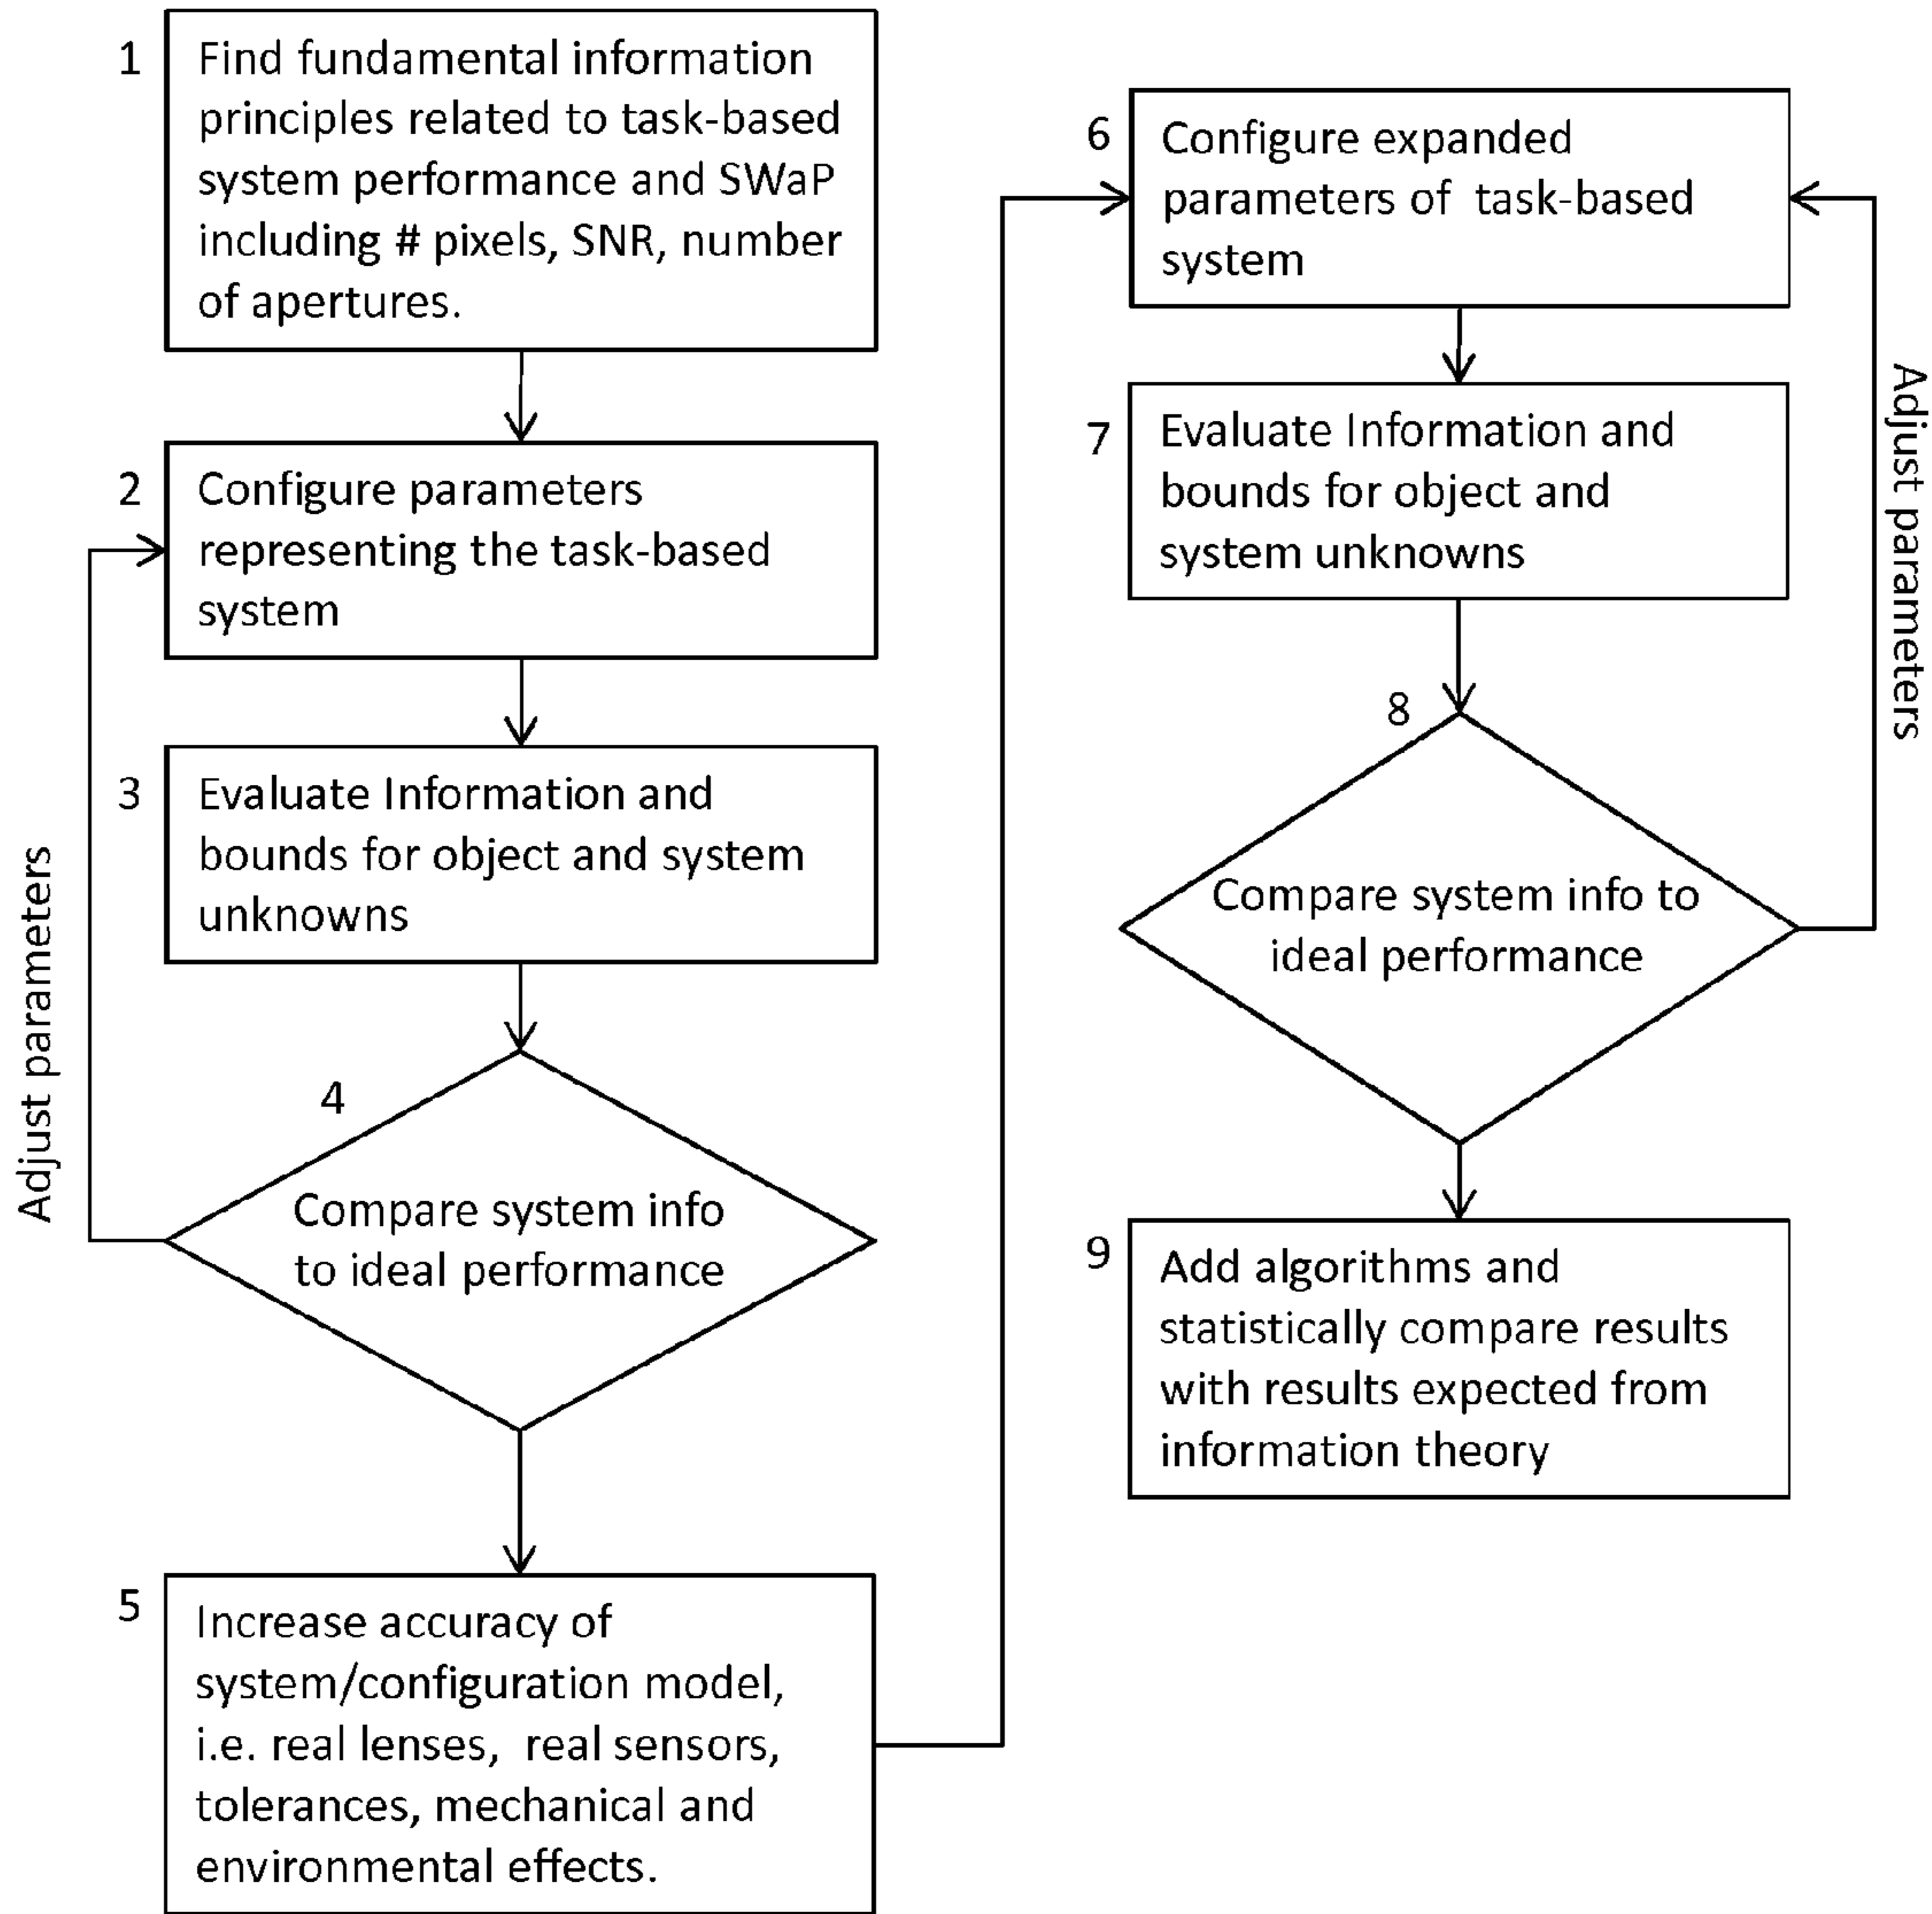 1
Find fundamental information
principles related to task-based
system performance and SWaP
including # pixels, SNR, number
of apertures.
2
Configure parameters
representing the task-based
system
3
Evaluate Information and
bounds for object and system
unknowns
Adjust parameters
4
Compare system info
to ideal performance
5
Increase accuracy of
system/configuration model,
i.e. real lenses, real sensors,
tolerances, mechanical and
environmental effects.
6
Configure expanded
parameters of task-based
system
7
Evaluate Information and
bounds for object and
system unknowns
Adjust parameters
8
Compare system info to
ideal performance
9
Add algorithms and
statistically compare results
with results expected from
information theory